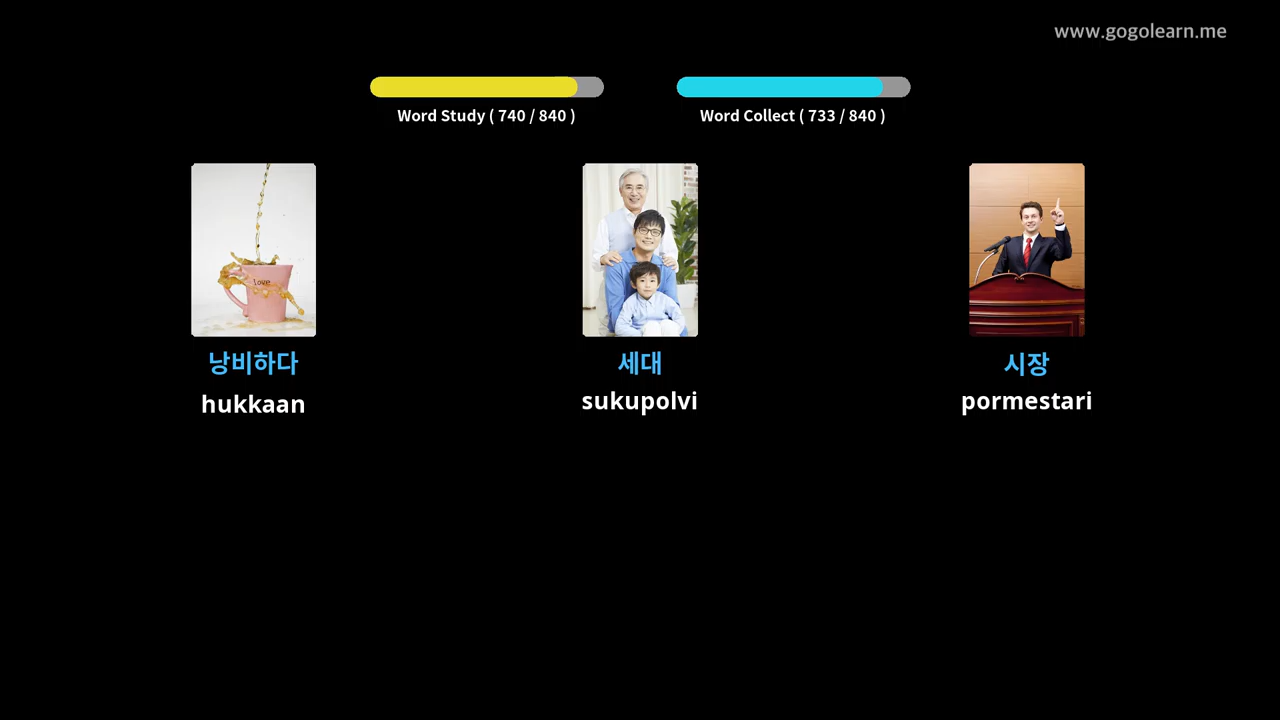 www.gogolearn.me
Word Study ( 740 / 840 )
Word Collect ( 733 / 840 )
love
낭비하다
세대
시장
hukkaan
sukupolvi
pormestari